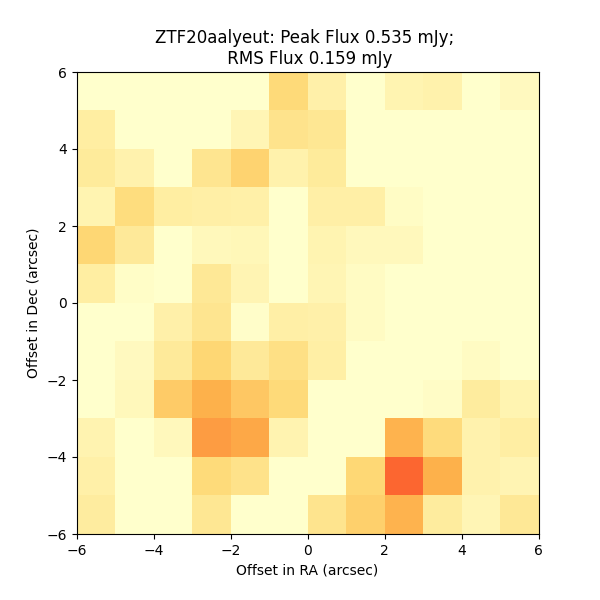 ZTF20aalyeut: Peak Flux 0.535 mJy;
RMS Flux 0.159 mJy
6
4
2
0
−2
−4
−6
Offset in Dec (arcsec)
−6 −4 −2 0 2 4 6
Offset in RA (arcsec)